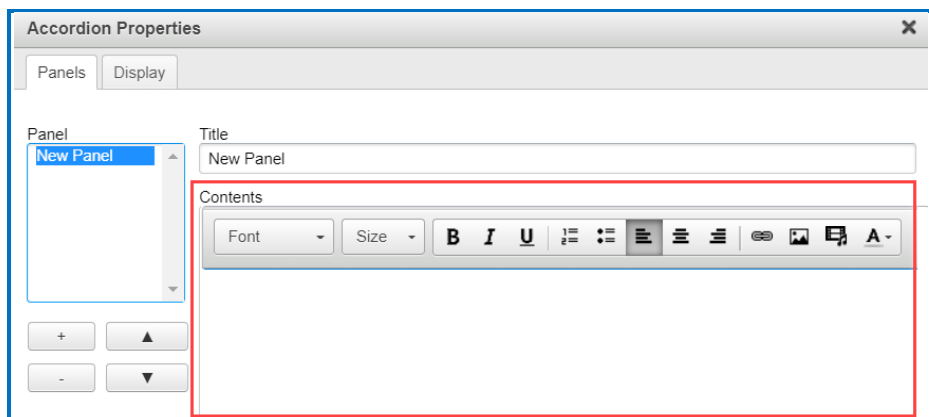 Accordion Properties
Panels Display
Panel
New Panel
Title
New Panel
Contents
Font Size B I U A
+
-